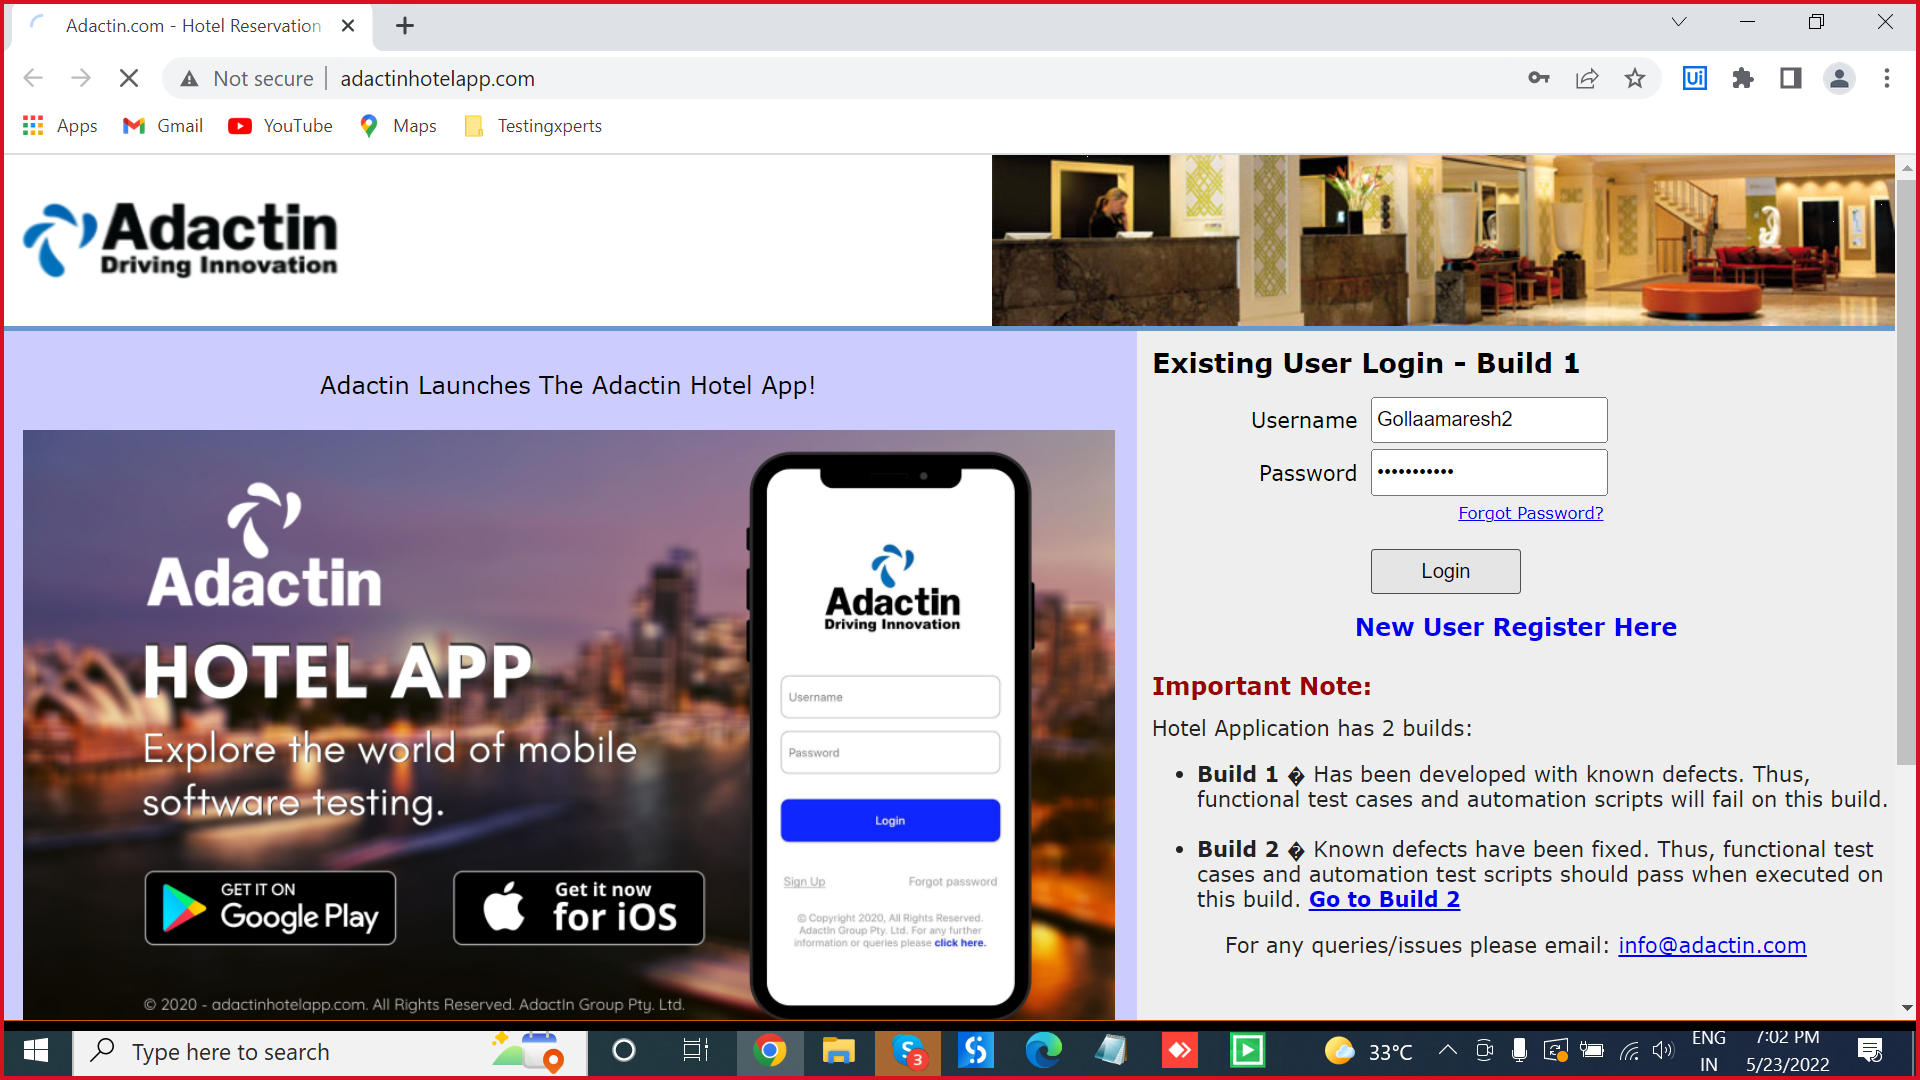 Adactin.com - Hotel Reservation
Not secure
adactinhotelapp.com
Ui
Apps
Gmail
YouTube
Maps
Testingxperts
Adactin
Driving Innovation
Adactin Launches The Adactin Hotel App!
Adactin
HOTEL APP
Explore the world of mobile
software testing.
GET IT ON
Google Play
Get it now
for iOS
© 2020 - adactinhotelapp.com. All Rights Reserved. AdactIn Group Pty. Ltd.
Adactin
Driving Innovation
Username
Password
Login
Sign Up
Forgot password
© Copyright 2020, All Rights Reserved.
AdactIn Group Pty. Ltd. For any further
information or queries please click here.
Existing User Login - Build 1
Username
Gollaamaresh2
Password
•••••••••••
Forgot Password?
Login
New User Register Here
Important Note:
Hotel Application has 2 builds:
• Build 1 � Has been developed with known defects. Thus,
functional test cases and automation scripts will fail on this build.
• Build 2 � Known defects have been fixed. Thus, functional test
cases and automation test scripts should pass when executed on
this build. Go to Build 2
For any queries/issues please email: info@adactin.com
Type here to search
S
3
33°C
ENG
IN
7:02 PM
5/23/2022